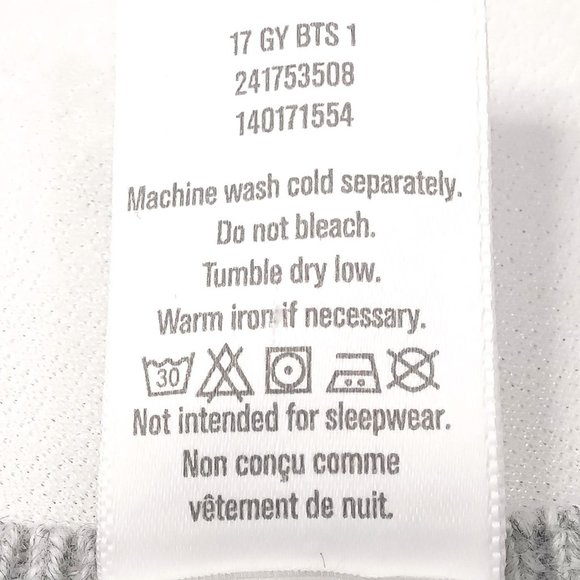 17 GY BTS 1
241753508
140171554
Machine wash cold separately.
Do not bleach.
Tumble dry low.
Warm iron if necessary.
30
Not intended for sleepwear.
Non conçu comme
vêtement de nuit.